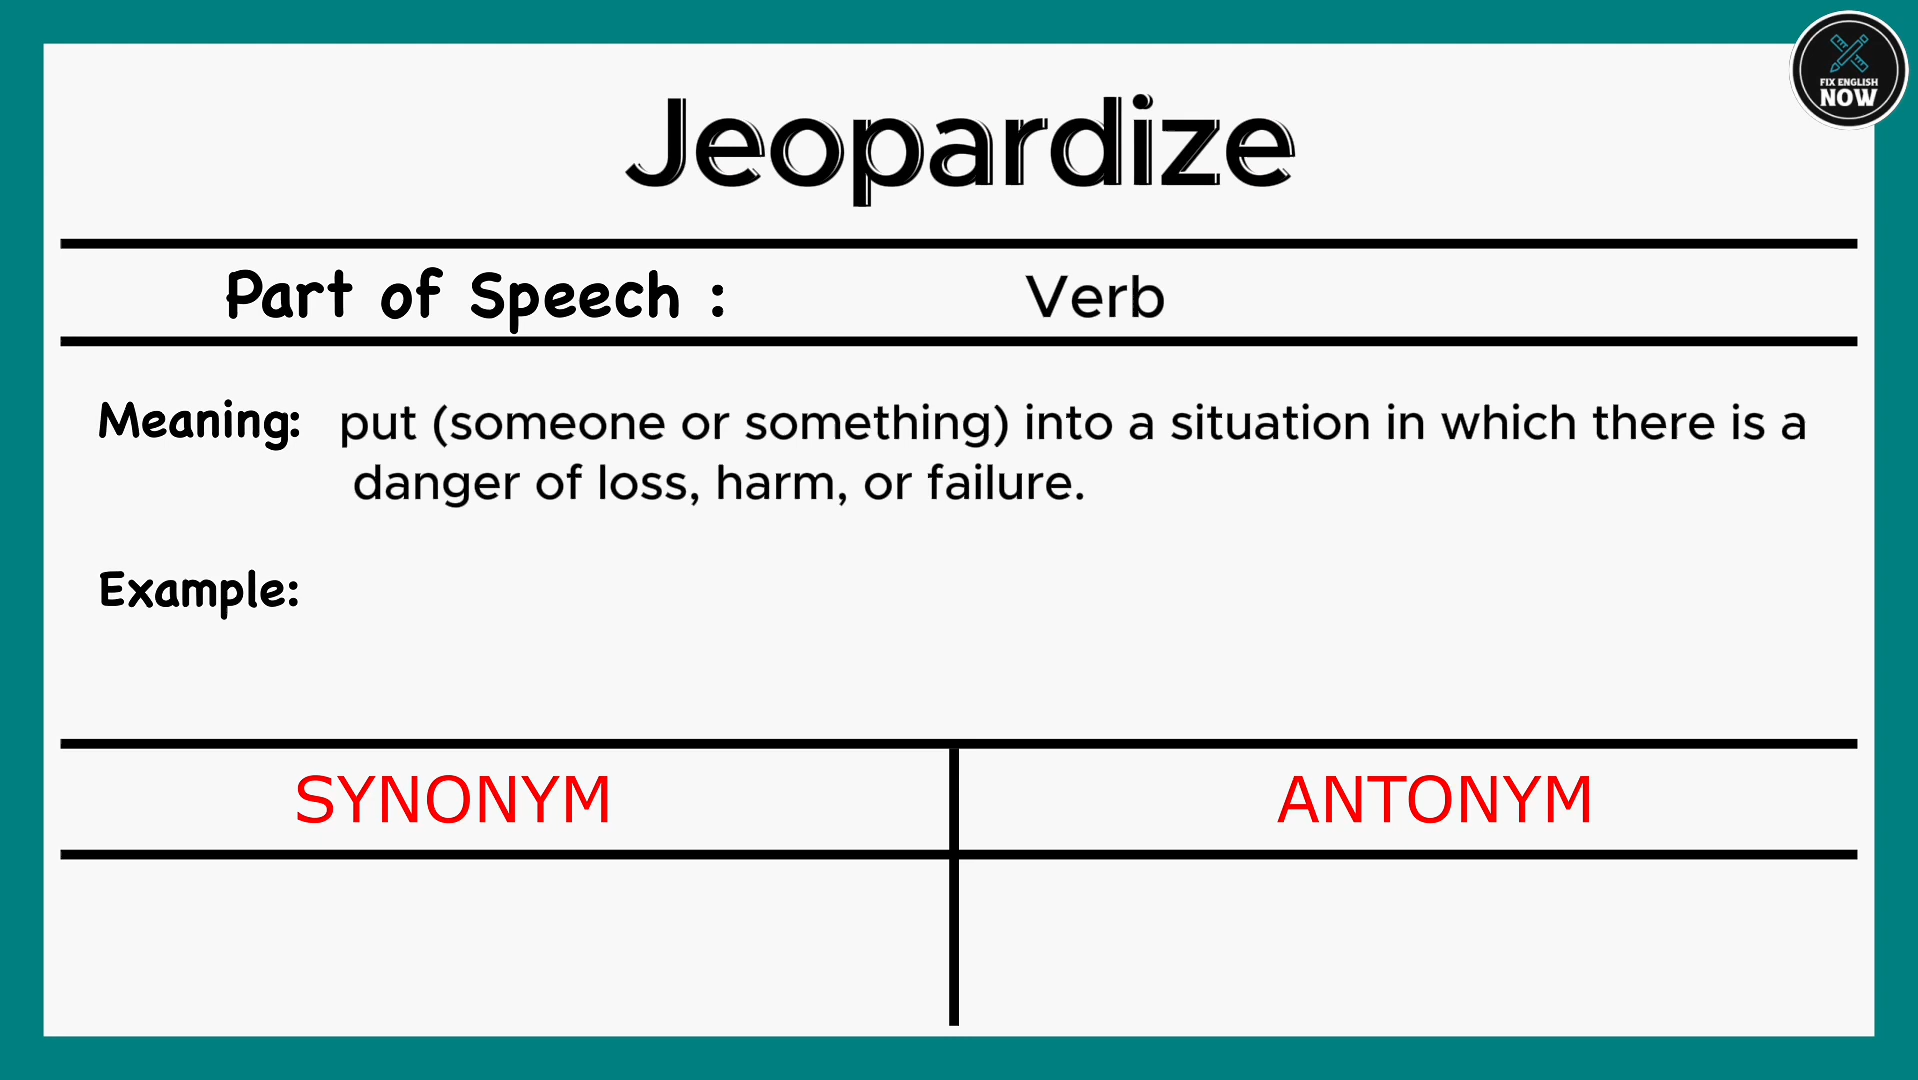 FIX ENGLISH
NOW
Jeopardize
Part of Speech : Verb
Meaning: put (someone or something) into a situation in which there is a
danger of loss, harm, or failure.
Example:
SYNONYM ANTONYM